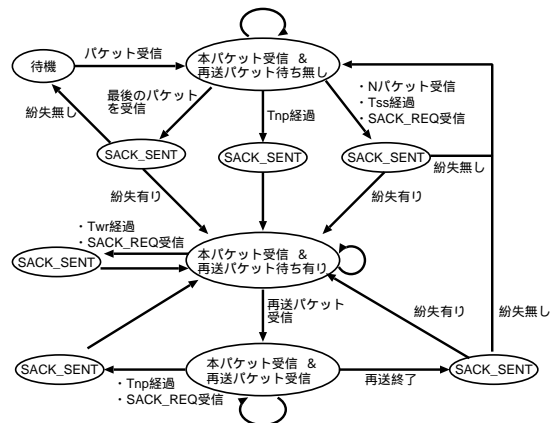 パケット受信
待機
本パケット受信 &
再送パケット待ち無し
最後のパケット
を受信
Tnp経過
・Nパケット受信
・Tss経過
・SACK_REQ受信
紛失無し
SACK_SENT
SACK_SENT
SACK_SENT
紛失無し
紛失有り
紛失有り
・Twr経過
・SACK_REQ受信
SACK_SENT
本パケット受信 &
再送パケット待ち有り
再送パケット
受信
紛失有り
紛失無し
SACK_SENT
本パケット受信 &
再送パケット受信
SACK_SENT
・Tnp経過
・SACK_REQ受信
再送終了